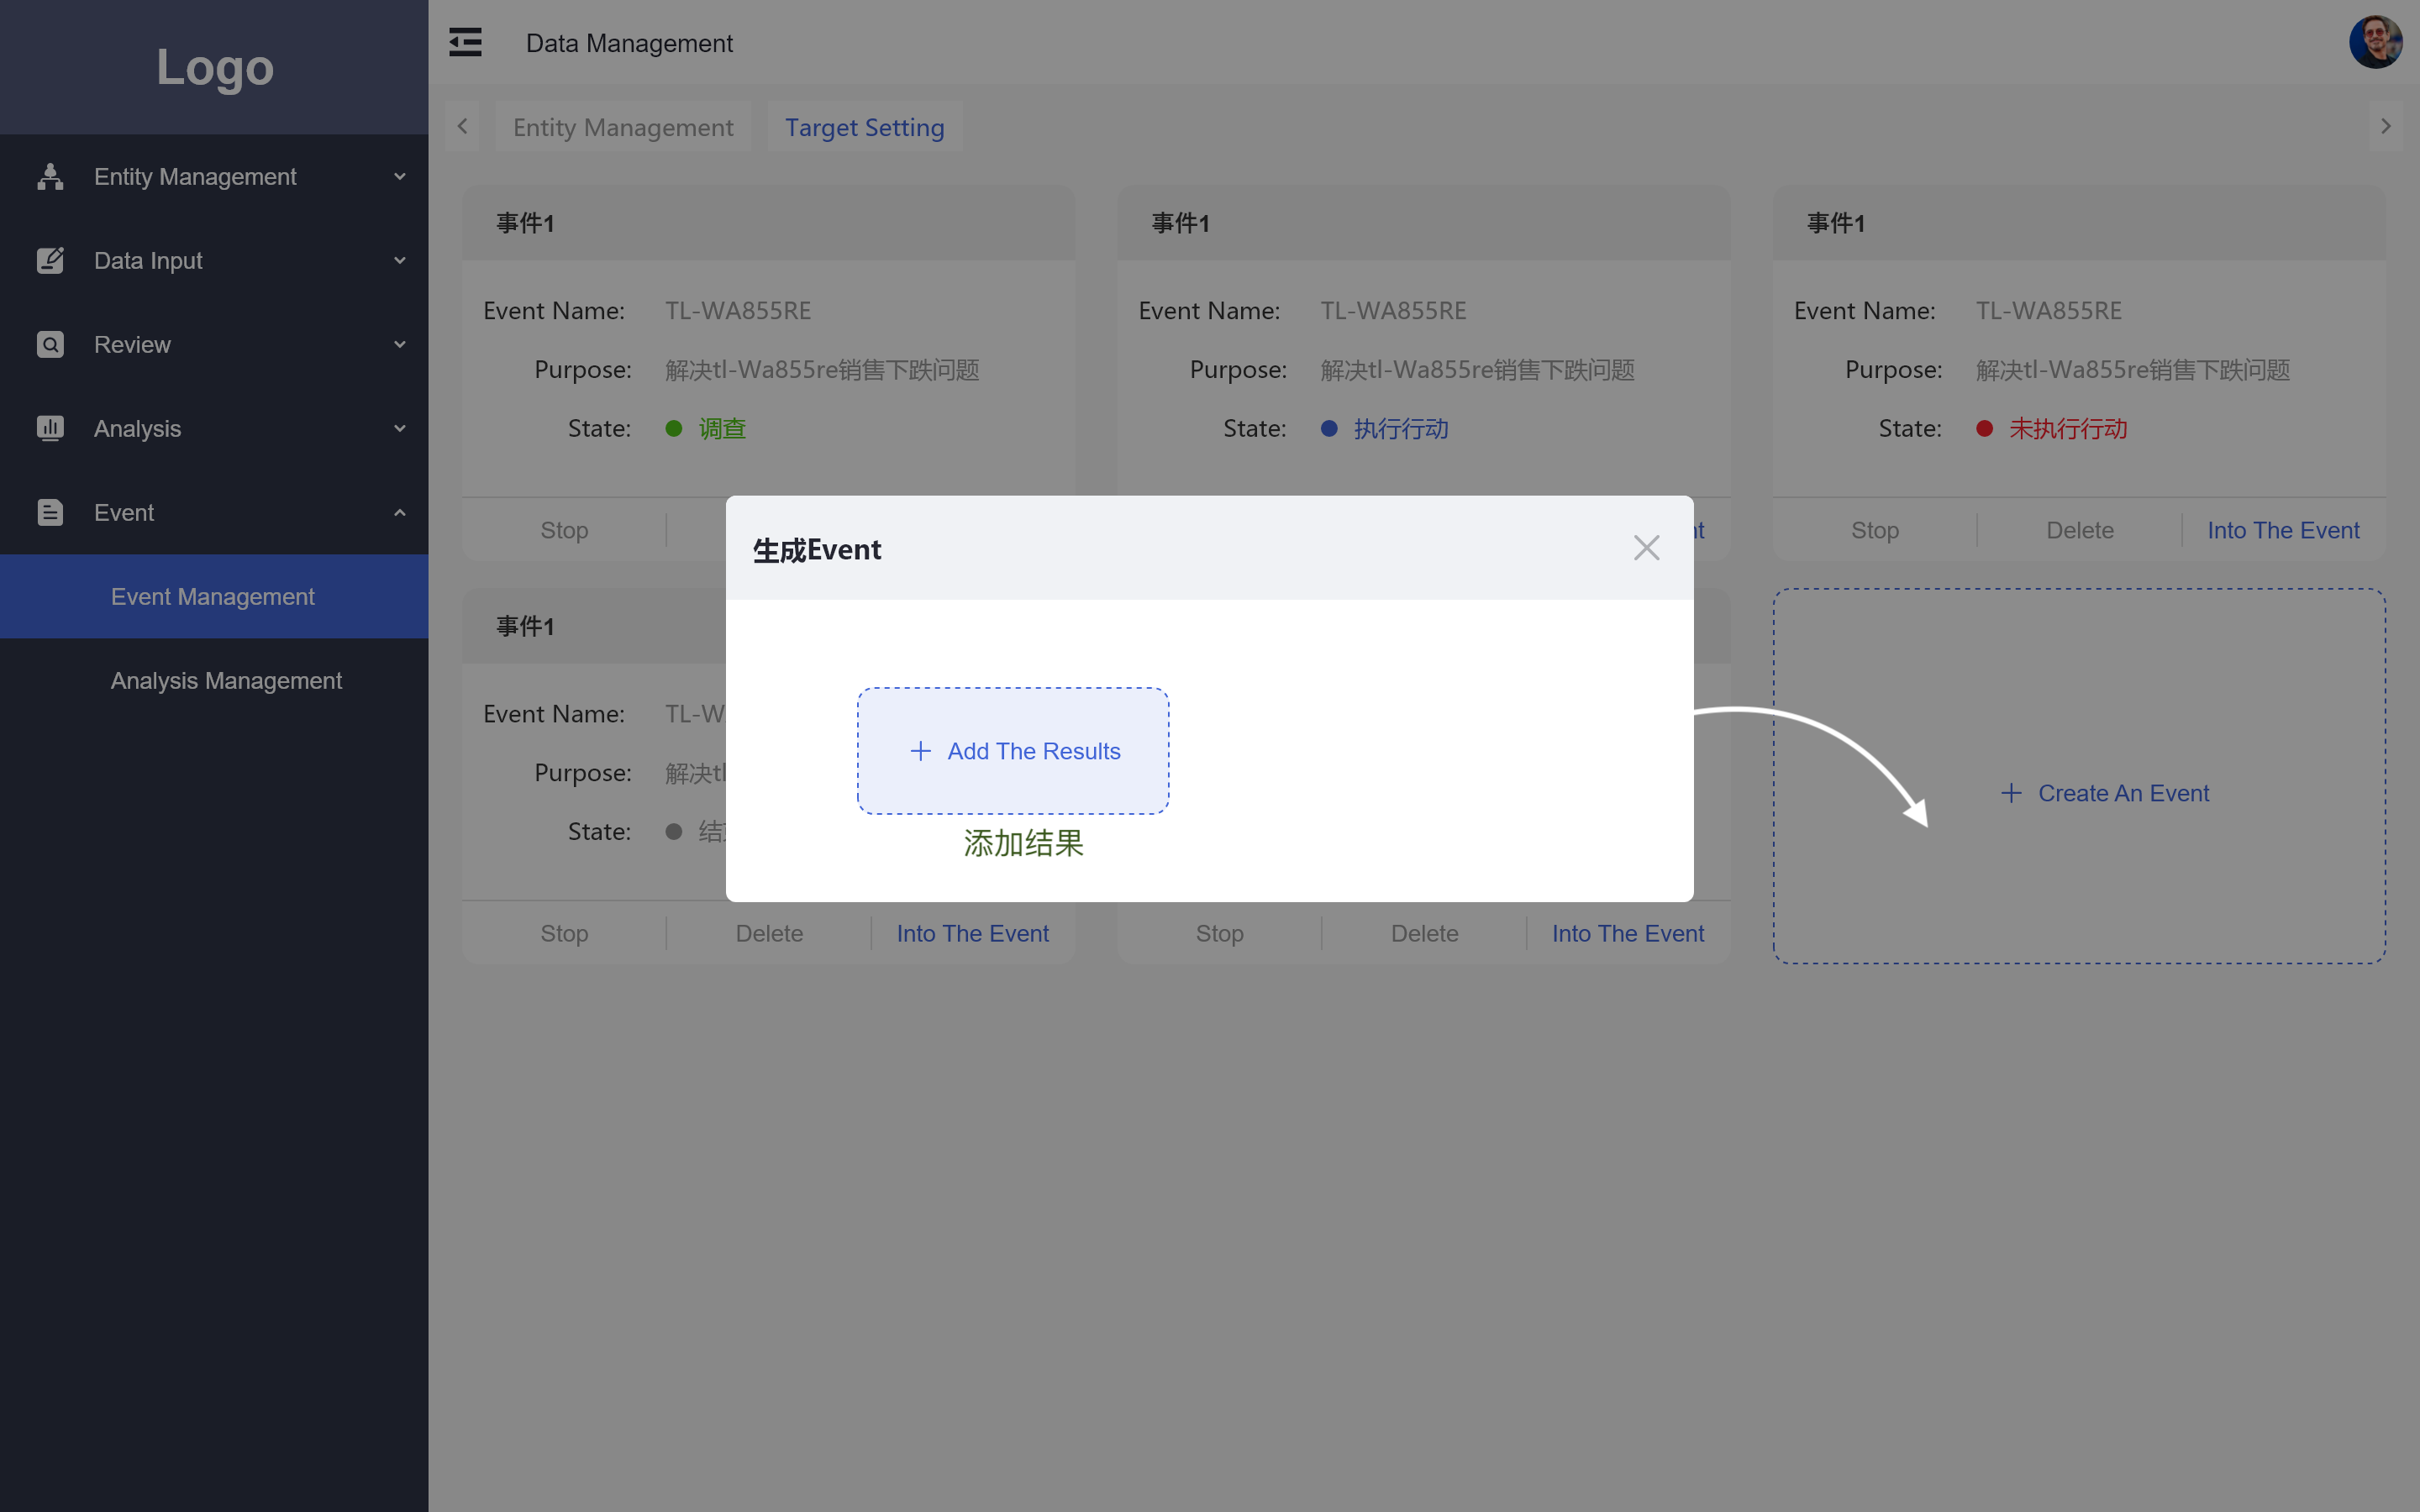 Logo
Data Management
Entity Management
Target Setting
Entity Management
Data Input
Review
Analysis
Event
Event Management
Analysis Management
事件1
Event Name: TL-WA855RE
Purpose: 解决tl-Wa855re销售下跌问题
State: 调查
Stop
事件1
Event Name: TL-WA855RE
Purpose: 解决tl-Wa855re销售下跌问题
State: 执行行动
事件1
Event Name: TL-WA855RE
Purpose: 解决tl-Wa855re销售下跌问题
State: 未执行行动
Stop Delete Into The Event
生成Event
+ Add The Results
添加结果
事件1
Event Name: TL-W
Purpose: 解决tl
State: 结
Stop Delete Into The Event
Stop Delete Into The Event
+ Create An Event